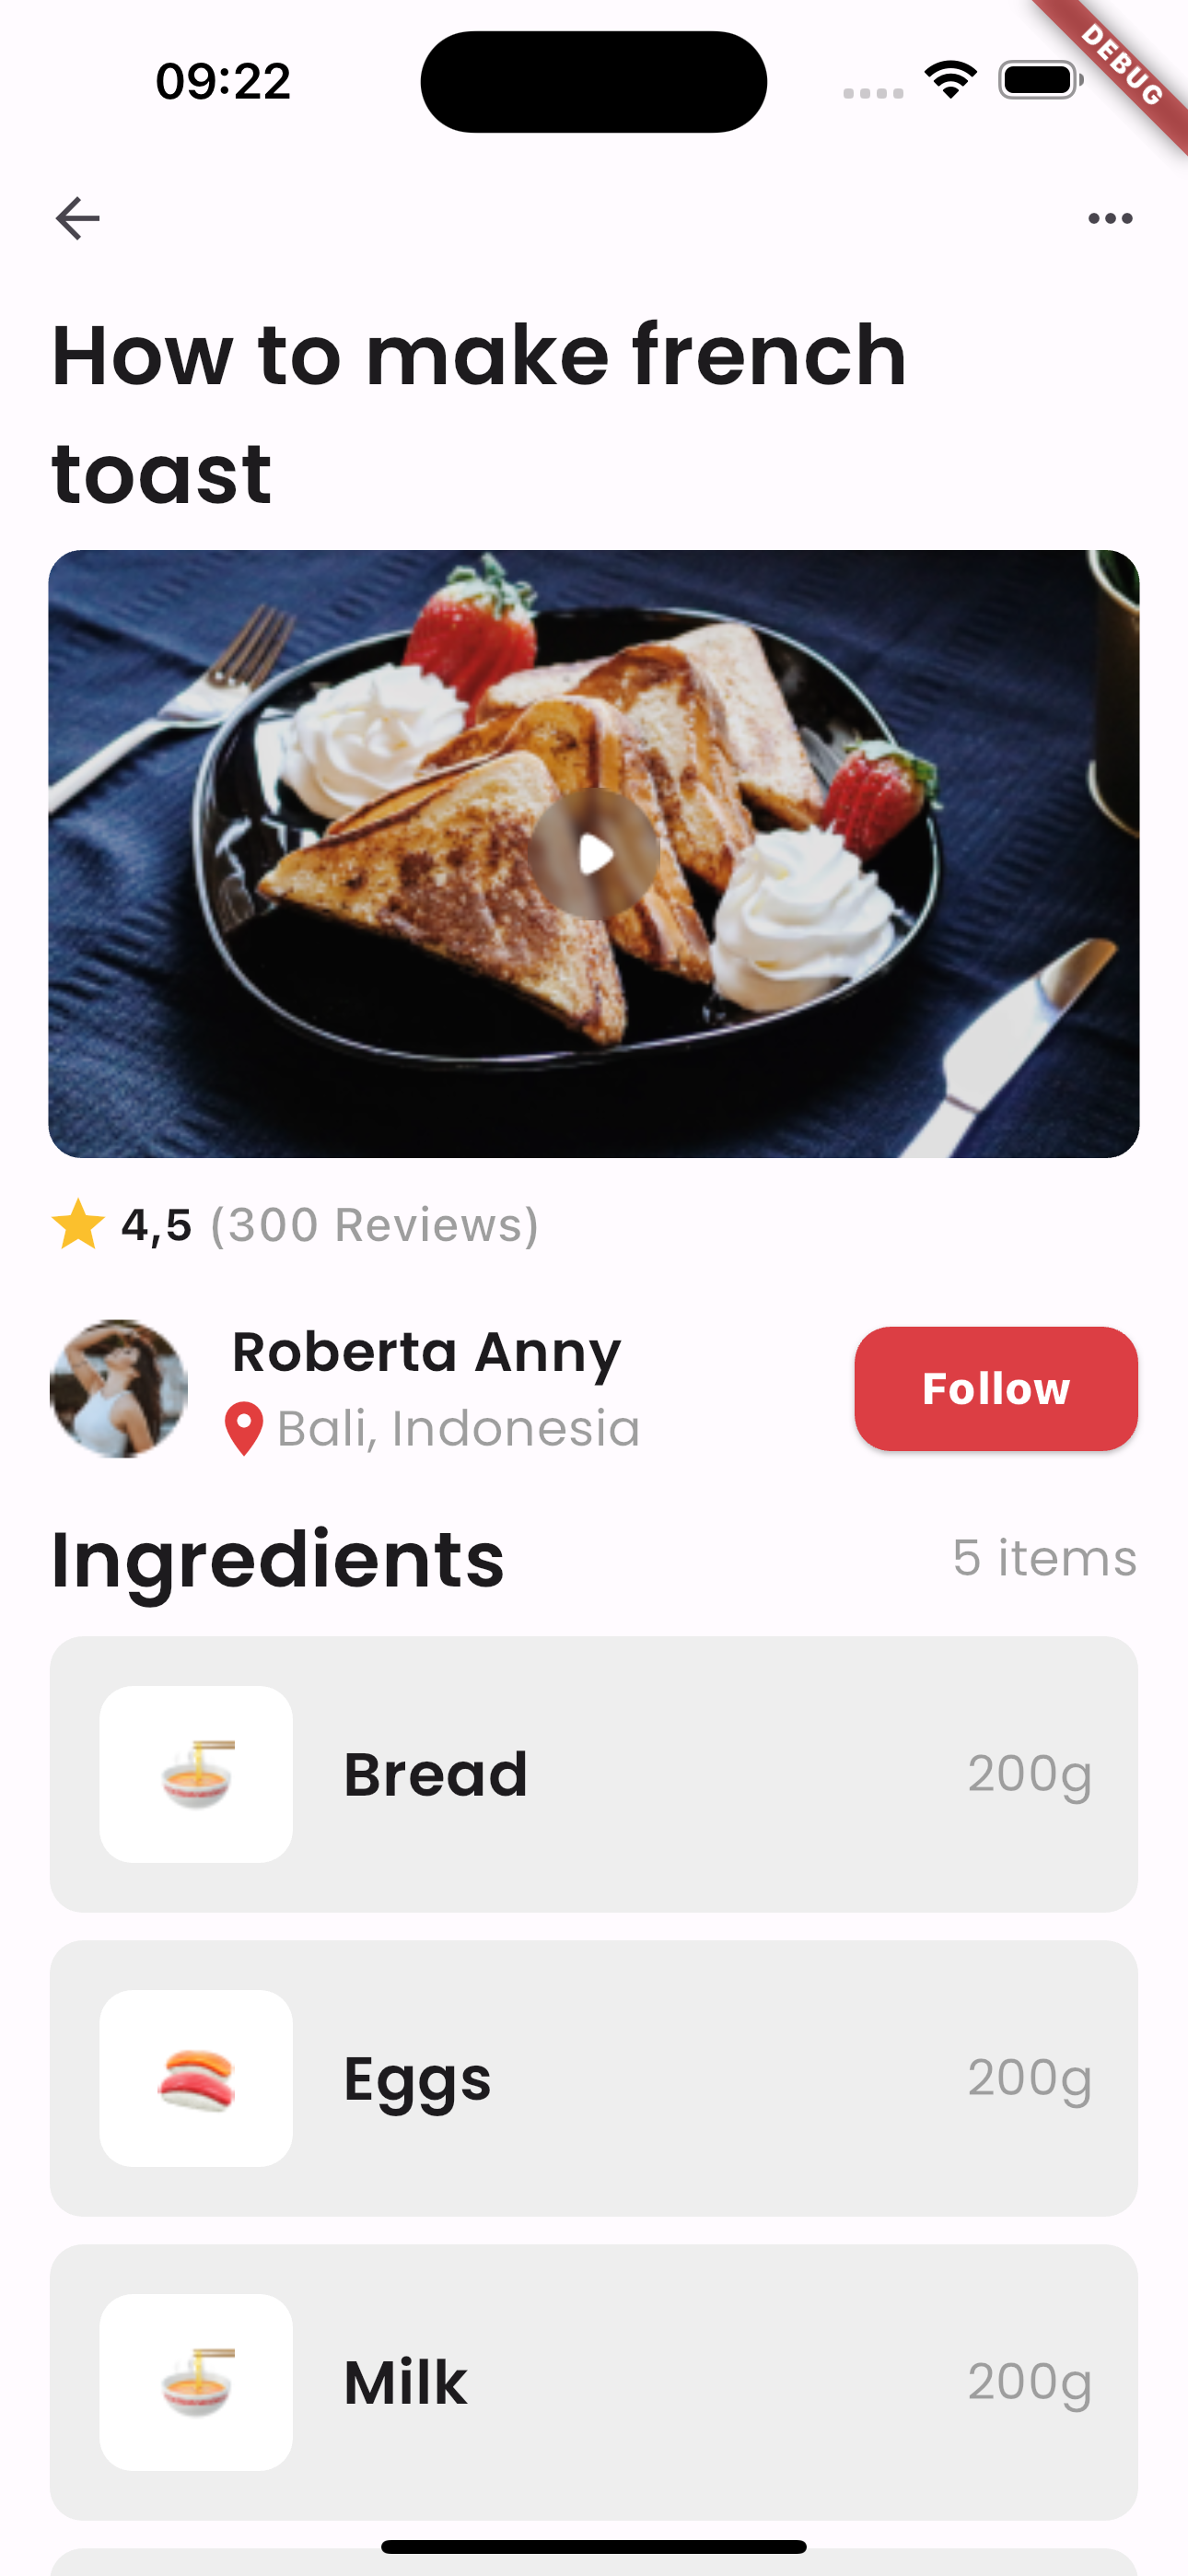 09:22
DEBUG
How to make french
toast
4,5 (300 Reviews)
Roberta Anny
Bali, Indonesia
Follow
Ingredients
5 items
Bread
200g
Eggs
200g
Milk
200g